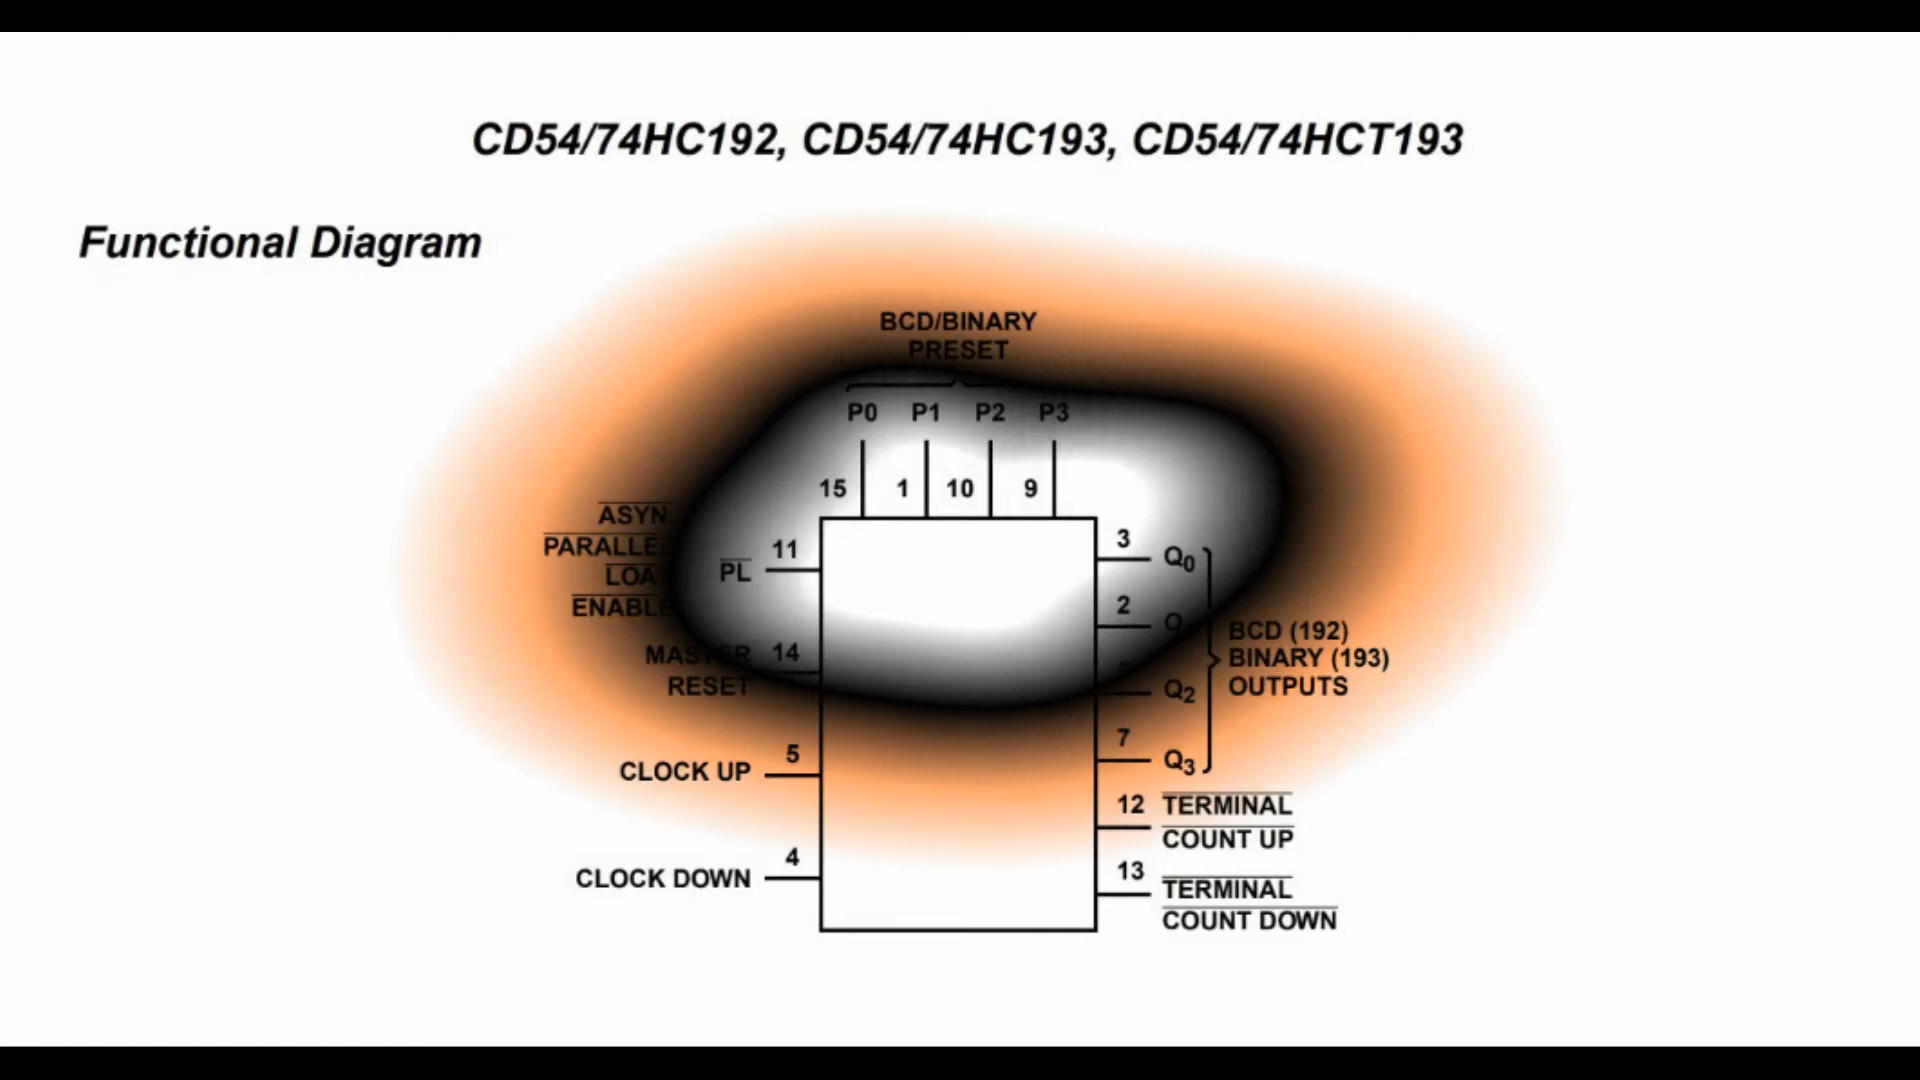 CD54/74HC192, CD54/74HC193, CD54/74HCT193
Functional Diagram
BCD/BINARY
PRESET
P0 P1 P2 P3
15 1 10 9
ASYN.
PARALLEL
ENABLE
PL
11
MASTER
RESET
14
CLOCK UP
5
CLOCK DOWN
4
3
Q0
2
Q2
7
Q3
BCD (192)
BINARY (193)
OUTPUTS
12
TERMINAL
COUNT UP
13
TERMINAL
COUNT DOWN